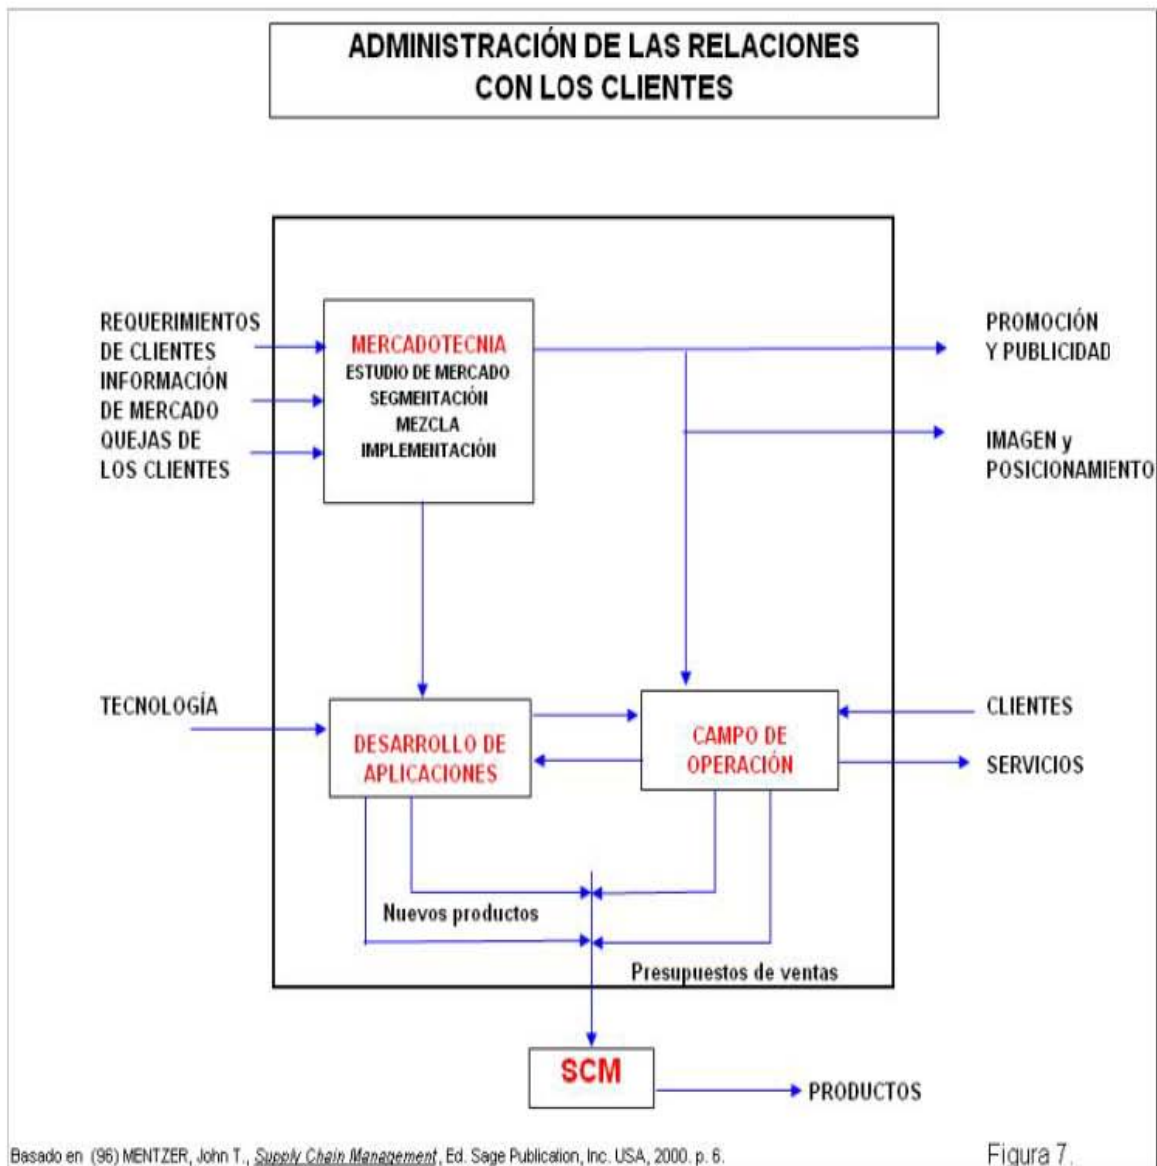 ADMINISTRACIÓN DE LAS RELACIONES
CON LOS CLIENTES
REQUERIMIENTOS
DE CLIENTES
INFORMACIÓN
DE MERCADO
QUEJAS DE
LOS CLIENTES
MERCADOTECNIA
ESTUDIO DE MERCADO
SEGMENTACIÓN
MEZCLA
IMPLEMENTACIÓN
PROMOCIÓN
Y PUBLICIDAD
IMAGEN y
POSICIONAMIENTO
TECNOLOGÍA
DESARROLLO DE
APLICACIONES
CAMPO DE
OPERACIÓN
CLIENTES
SERVICIOS
Nuevos productos
Presupuestos de ventas
SCM
PRODUCTOS
Basado en (96) MENTZER, John T., Supply Chain Management, Ed. Sage Publication, Inc. USA, 2000. p. 6.
Figura 7.